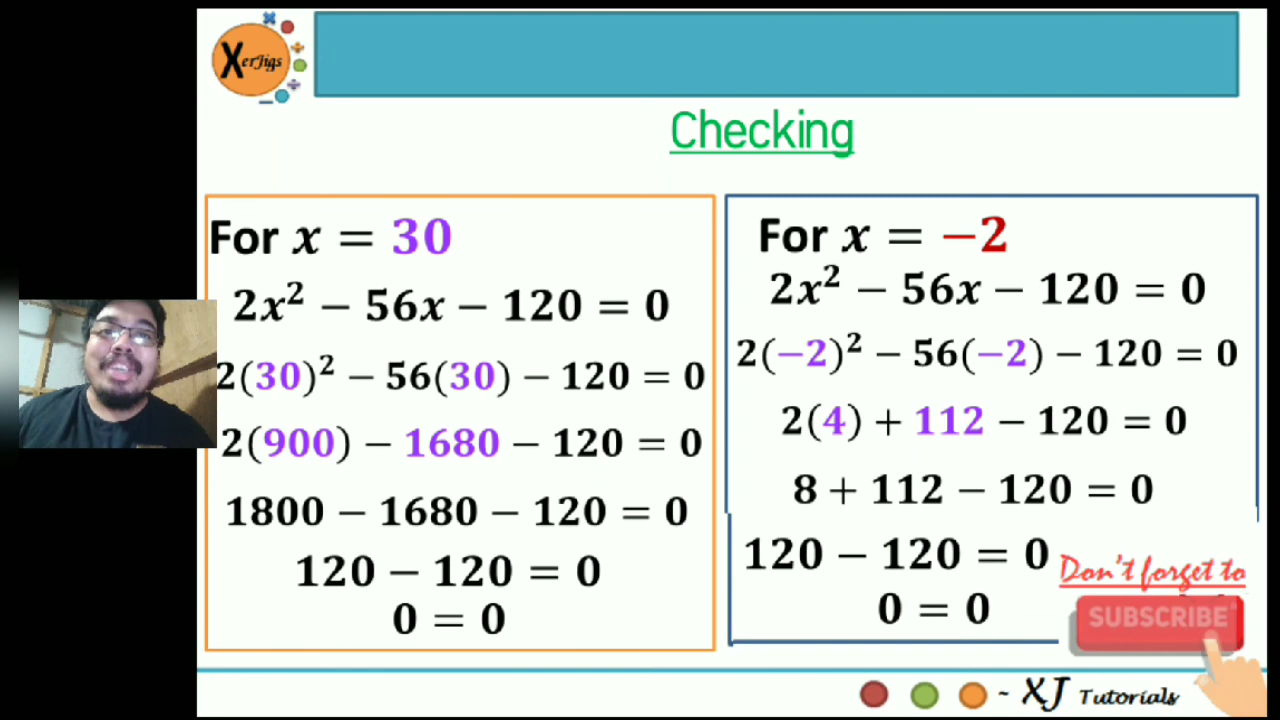 XerJigs
Checking
For x = 30
2x² − 56x − 120 = 0
2(30)² − 56(30) − 120 = 0
2(900) − 1680 − 120 = 0
1800 − 1680 − 120 = 0
120 − 120 = 0
0 = 0
For x = −2
2x² − 56x − 120 = 0
2(−2)² − 56(−2) − 120 = 0
2(4) + 112 − 120 = 0
8 + 112 − 120 = 0
120 − 120 = 0
0 = 0
Don't forget to
SUBSCRIBE
~ XJ Tutorials